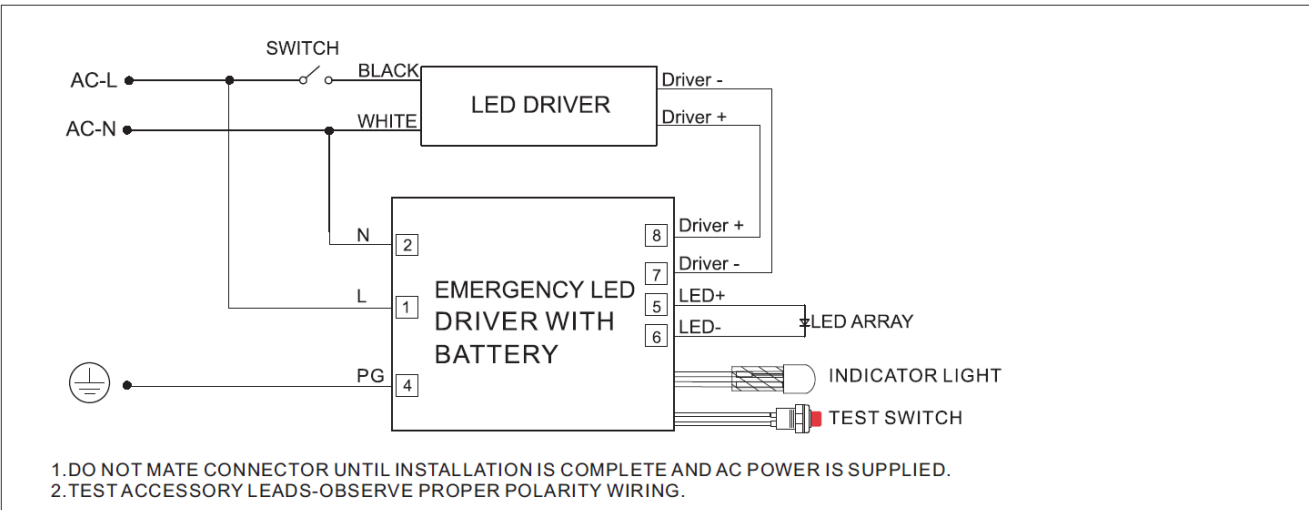 SWITCH
AC-L
BLACK
LED DRIVER
Driver -
AC-N
WHITE
Driver +
N
2
8
Driver +
7
Driver -
EMERGENCY LED
DRIVER WITH
BATTERY
L
1
5
LED+
LED ARRAY
6
LED-
PG
4
INDICATOR LIGHT
TEST SWITCH
1.DO NOT MATE CONNECTOR UNTIL INSTALLATION IS COMPLETE AND AC POWER IS SUPPLIED.
2.TEST ACCESSORY LEADS-OBSERVE PROPER POLARITY WIRING.